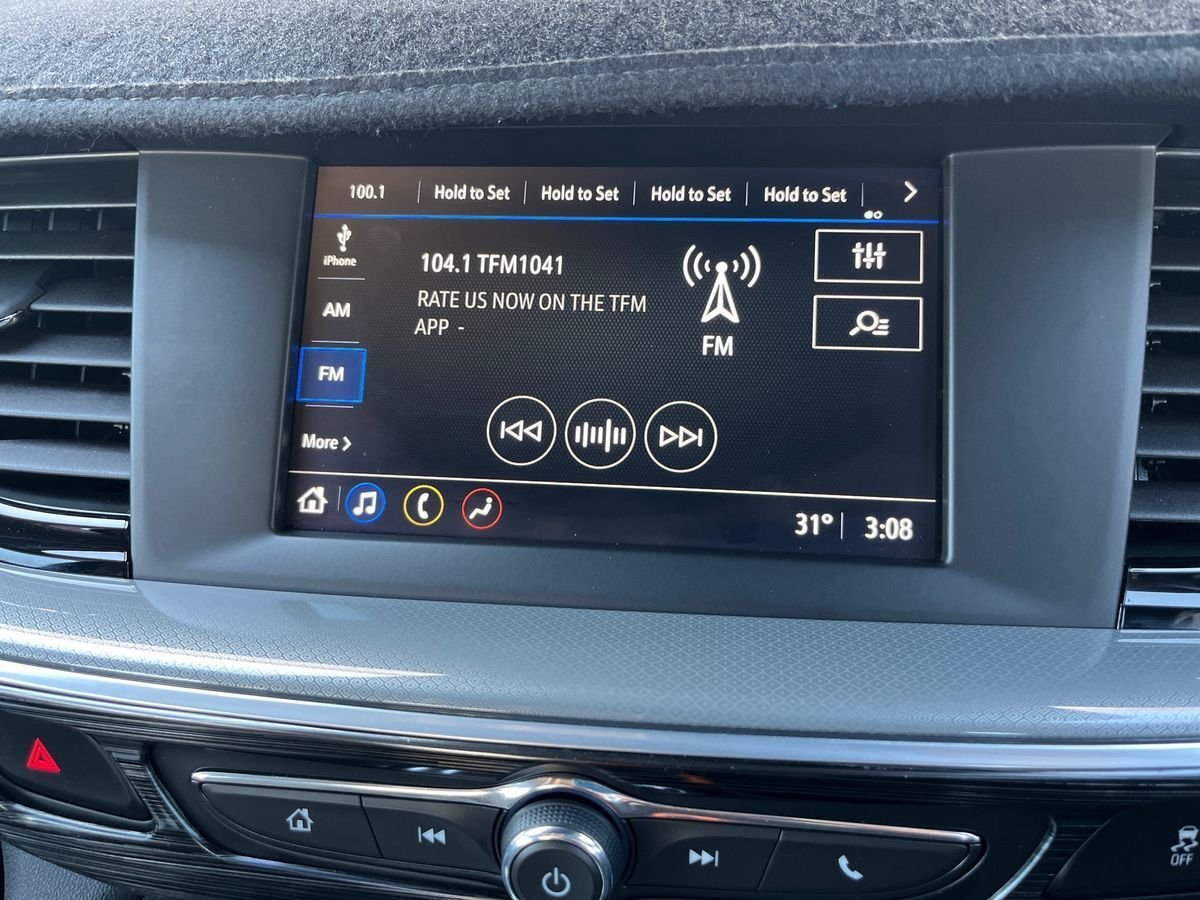 100.1 Hold to Set Hold to Set Hold to Set Hold to Set
iPhone
AM
FM
More
104.1 TFM1041
RATE US NOW ON THE TFM
APP -
FM
31° 3:08
OFF